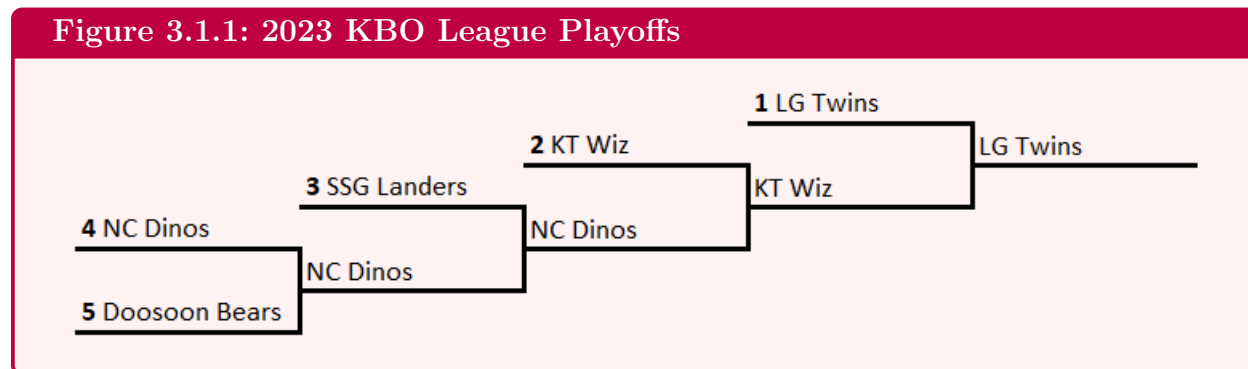 Figure 3.1.1: 2023 KBO League Playoffs
1 LG Twins
2 KT Wiz
LG Twins
3 SSG Landers
KT Wiz
4 NC Dinos
NC Dinos
NC Dinos
5 Doosoon Bears